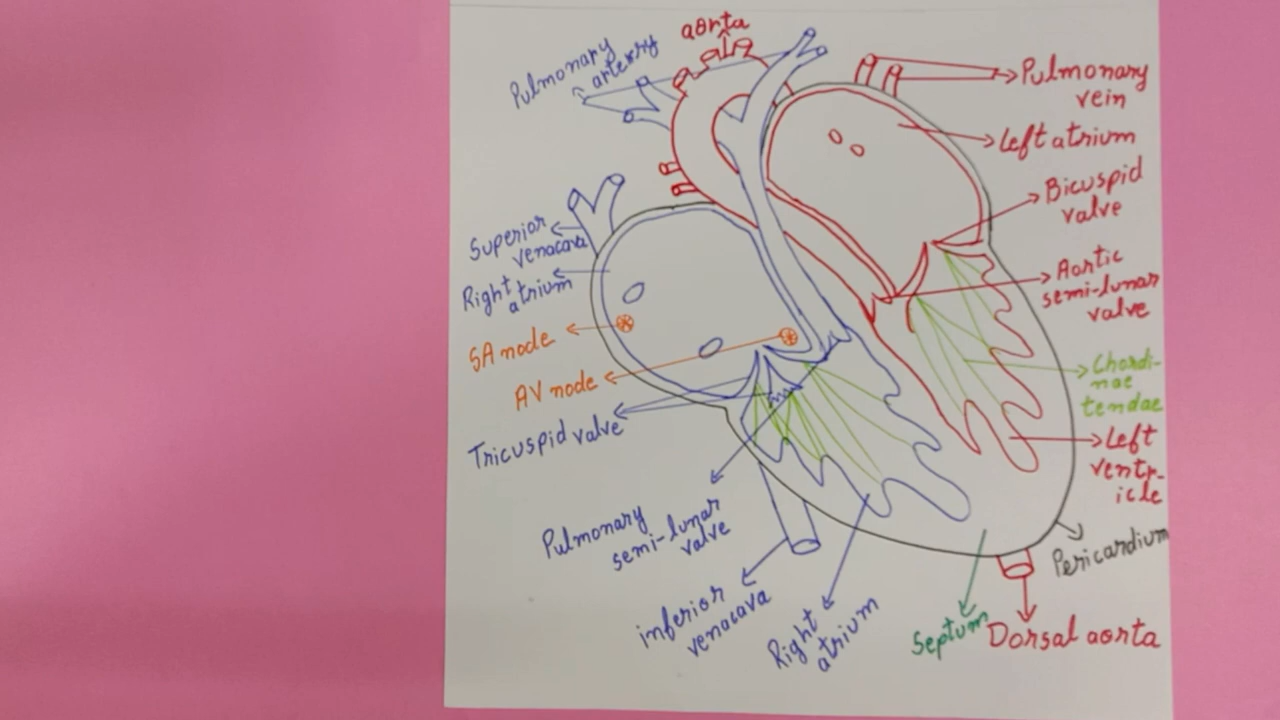 aorta
Pulmonary
artery
Pulmonary
vein
Left atrium
Bicuspid
valve
Superior
venacava
Right
atrium
Aortic
semi-lunar
valve
SA node
AV node
Chordi-
nae
tendae
Tricuspid valve
Left
ventr-
icle
Pulmonary
semi-lunar
valve
Pericardium
inferior
venacava
Right
atrium
Septum
Dorsal aorta